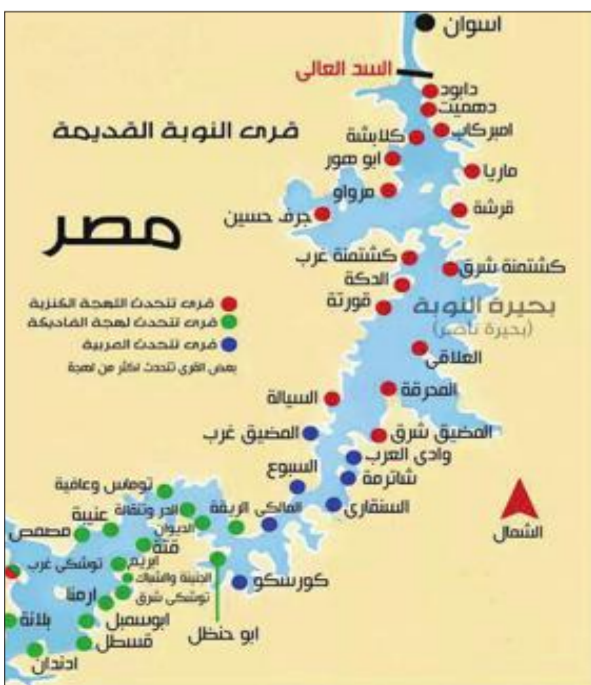 اسوان
السد العالى
دابود
دهميت
امبركاب
كلابشة
قرى النوبة القديمة
ابو هور
ماريا
مرواو
جرف حسين
قرشة
مصر
كشتمنة غرب
كشتمنة شرق
الدكة
قرى تتحدث اللهجة الكنزية
قورتة
بحيرة النوبة
(بحيرة ناصر)
قرى تتحدث لهجة الفاديكة
قرى تتحدث العربية
بعض القرى تتحدث اكثر من لهجة
العلاقى
المحرقة
السيالة
المضيق غرب
المضيق شرق
وادى العرب
السبوع
شاترمة
توماس وعافية
السنقارى
المالكى
الريقة
الدر وتنقالة
الديوان
عنيبة
مصمص
قتة
الشمال
ابريم
توشكى غرب
الجنينة والشباك
كورسكو
توشكى شرق
ارمنا
ابوسمبل
بلانة
ابو حنظل
قسطل
ادندان